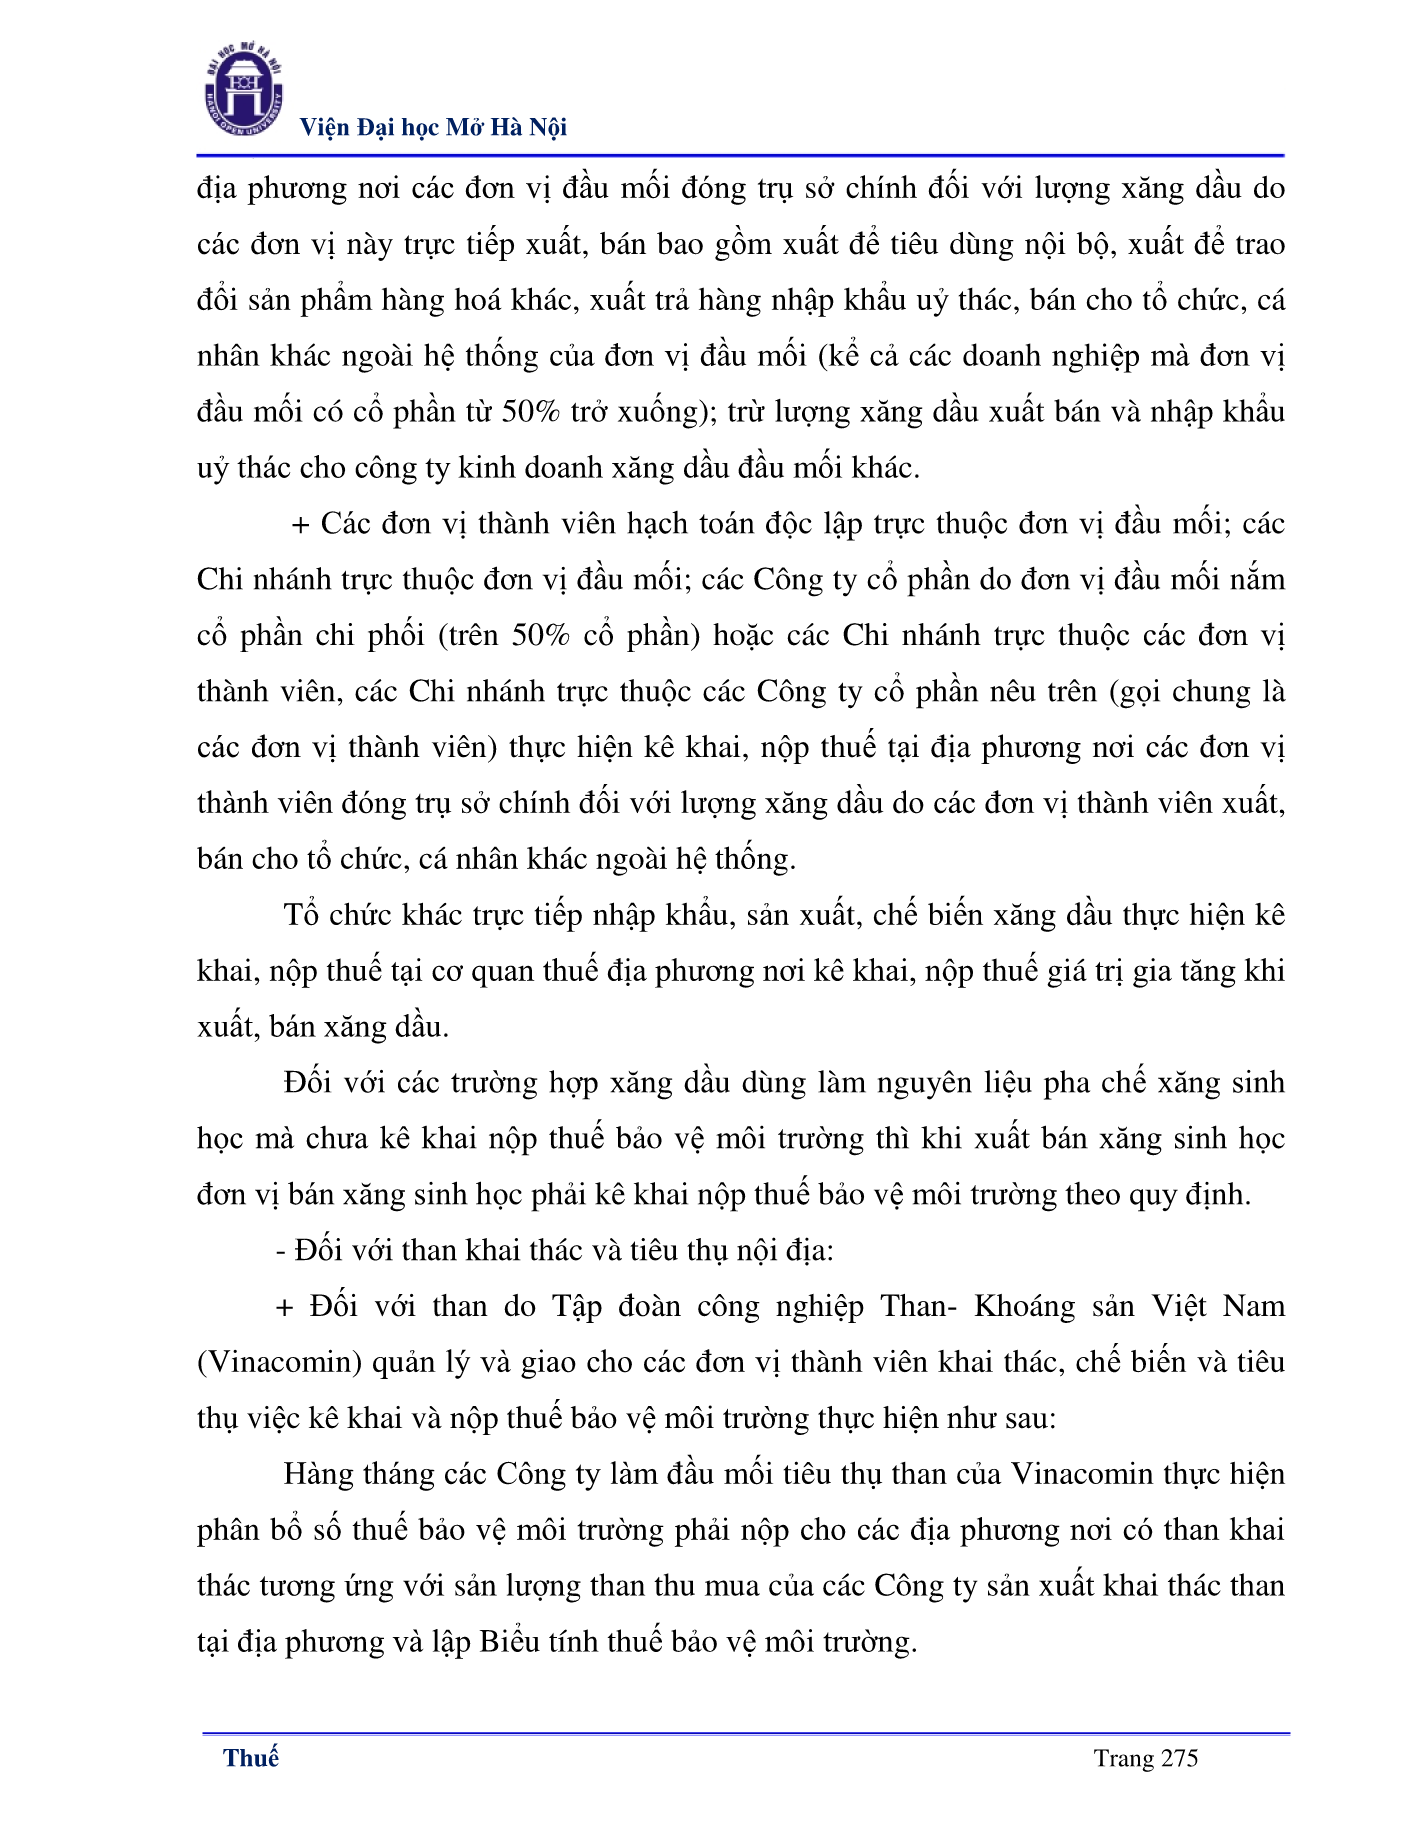 ĐẠI HỌC MỞ HÀ NỘI
HANOI OPEN UNIVERSITY
Viện Đại học Mở Hà Nội
địa phương nơi các đơn vị đầu mối đóng trụ sở chính đối với lượng xăng dầu do
các đơn vị này trực tiếp xuất, bán bao gồm xuất để tiêu dùng nội bộ, xuất để trao
đổi sản phẩm hàng hoá khác, xuất trả hàng nhập khẩu uỷ thác, bán cho tổ chức, cá
nhân khác ngoài hệ thống của đơn vị đầu mối (kể cả các doanh nghiệp mà đơn vị
đầu mối có cổ phần từ 50% trở xuống); trừ lượng xăng dầu xuất bán và nhập khẩu
uỷ thác cho công ty kinh doanh xăng dầu đầu mối khác.
+ Các đơn vị thành viên hạch toán độc lập trực thuộc đơn vị đầu mối; các
Chi nhánh trực thuộc đơn vị đầu mối; các Công ty cổ phần do đơn vị đầu mối nắm
cổ phần chi phối (trên 50% cổ phần) hoặc các Chi nhánh trực thuộc các đơn vị
thành viên, các Chi nhánh trực thuộc các Công ty cổ phần nêu trên (gọi chung là
các đơn vị thành viên) thực hiện kê khai, nộp thuế tại địa phương nơi các đơn vị
thành viên đóng trụ sở chính đối với lượng xăng dầu do các đơn vị thành viên xuất,
bán cho tổ chức, cá nhân khác ngoài hệ thống.
Tổ chức khác trực tiếp nhập khẩu, sản xuất, chế biến xăng dầu thực hiện kê
khai, nộp thuế tại cơ quan thuế địa phương nơi kê khai, nộp thuế giá trị gia tăng khi
xuất, bán xăng dầu.
Đối với các trường hợp xăng dầu dùng làm nguyên liệu pha chế xăng sinh
học mà chưa kê khai nộp thuế bảo vệ môi trường thì khi xuất bán xăng sinh học
đơn vị bán xăng sinh học phải kê khai nộp thuế bảo vệ môi trường theo quy định.
- Đối với than khai thác và tiêu thụ nội địa:
+ Đối với than do Tập đoàn công nghiệp Than- Khoáng sản Việt Nam
(Vinacomin) quản lý và giao cho các đơn vị thành viên khai thác, chế biến và tiêu
thụ việc kê khai và nộp thuế bảo vệ môi trường thực hiện như sau:
Hàng tháng các Công ty làm đầu mối tiêu thụ than của Vinacomin thực hiện
phân bổ số thuế bảo vệ môi trường phải nộp cho các địa phương nơi có than khai
thác tương ứng với sản lượng than thu mua của các Công ty sản xuất khai thác than
tại địa phương và lập Biểu tính thuế bảo vệ môi trường.
Thuế
Trang 275